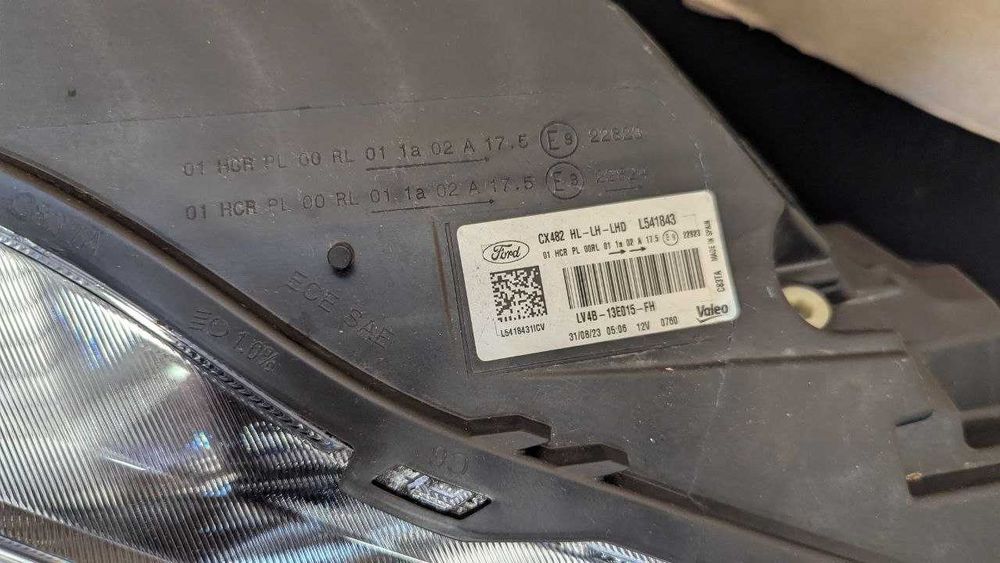 01 HCR PL 00 RL 01 1a 02 A 17.5 E9 22823
01 HCR PL 00 RL 01 1a 02 A 17.5 E9
Ford
CX482 HL-LH-LHD L541843
01 HCR PL 00RL 01 1a 02 A 17.5 E9 22823
MADE IN SPAIN
C83TA
LV4B-13E015-FH
Valeo
L5418431ICV
31/08/23 05:06 12V 0760
ECE SAE
1.0%